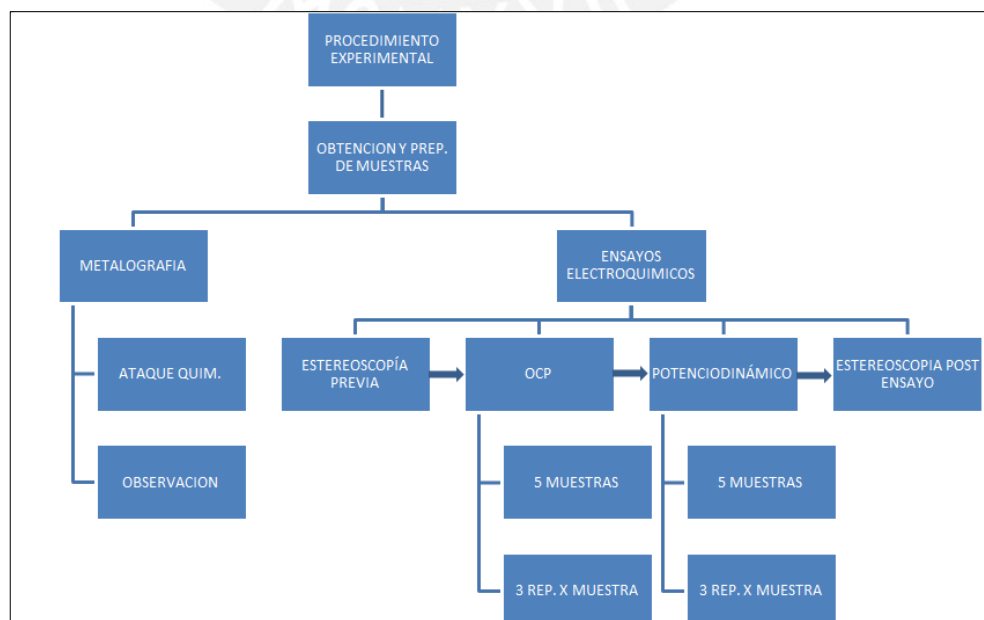 PROCEDIMIENTO
EXPERIMENTAL
OBTENCION Y PREP.
DE MUESTRAS
METALOGRAFIA
ENSAYOS
ELECTROQUIMICOS
ATAQUE QUIM.
OBSERVACION
ESTEREOSCOPÍA
PREVIA
OCP
POTENCIODINÁMICO
ESTEREOSCOPIA POST
ENSAYO
5 MUESTRAS
3 REP. X MUESTRA
5 MUESTRAS
3 REP. X MUESTRA